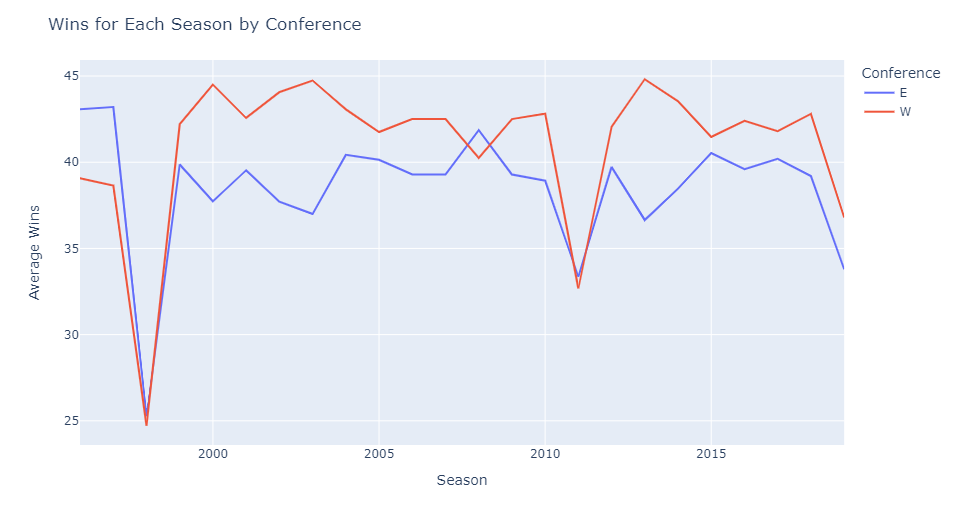 Wins for Each Season by Conference
Conference
E
W
Average Wins
45
40
35
30
25
2000
2005
2010
2015
Season